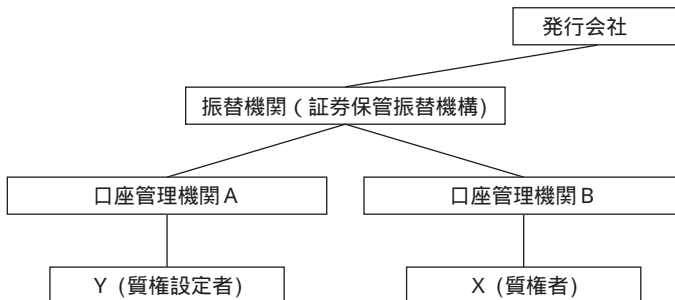 発行会社
振替機関（証券保管振替機構)
口座管理機関A
口座管理機関B
Y (質権設定者)
X (質権者)